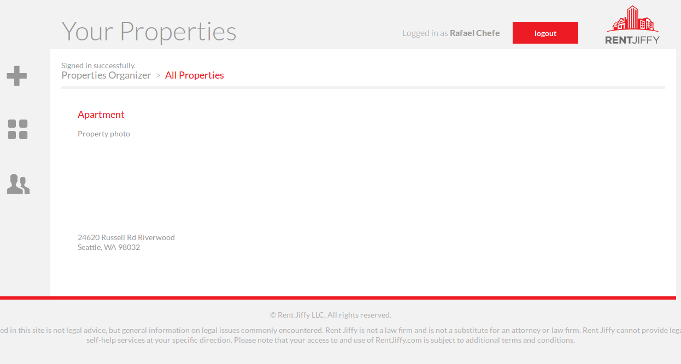 Your Properties
Logged in as Rafael Chefe
logout
RENTJIFFY
Signed in successfully.
Properties Organizer > All Properties
Apartment
Property photo
24620 Russell Rd Riverwood
Seattle, WA 98032
© Rent Jiffy LLC, All rights reserved.
ed in this site is not legal advice, but general information on legal issues commonly encountered. Rent Jiffy is not a law firm and is not a substitute for an attorney or law firm. Rent Jiffy cannot provide lega
self-help services at your specific direction. Please note that your access to and use of RentJiffy.com is subject to additional terms and conditions.